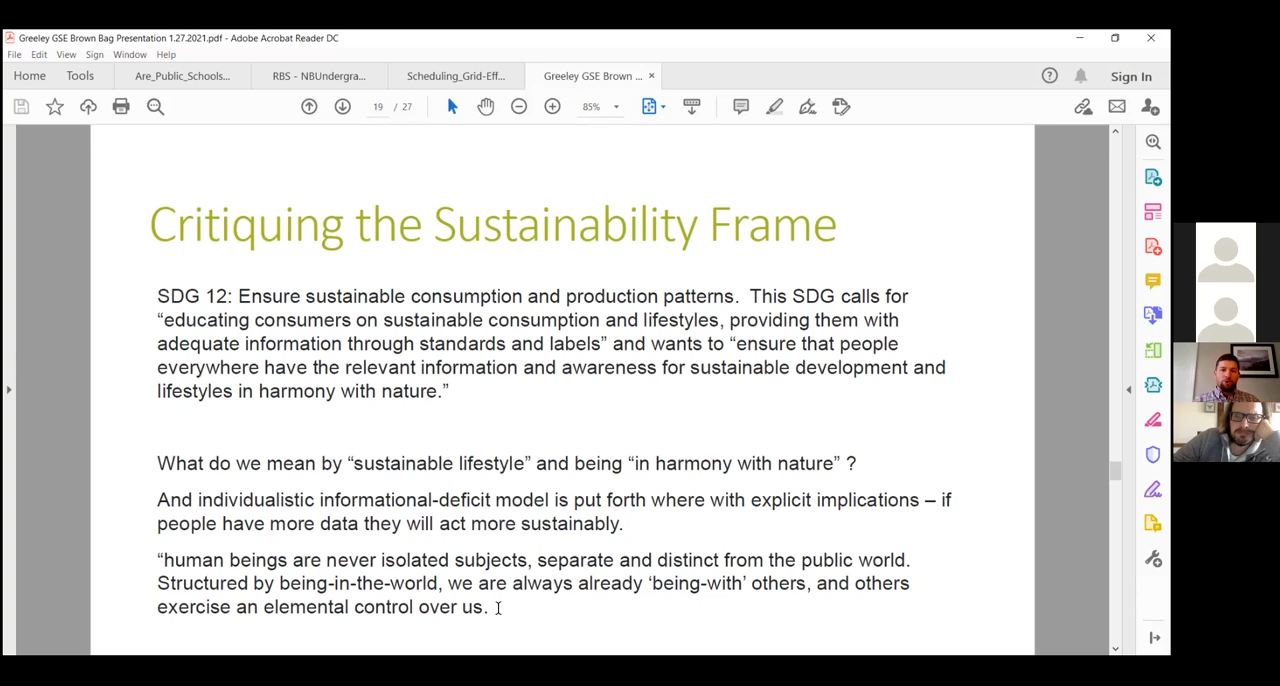 Greeley GSE Brown Bag Presentation 1.27.2021.pdf - Adobe Acrobat Reader DC
File Edit View Sign Window Help
Home Tools Are_Public_Schools... RBS - NBUndergra... Scheduling_Grid-Eff... Greeley GSE Brown ... × Sign In
19 / 27 85%
Critiquing the Sustainability Frame
SDG 12: Ensure sustainable consumption and production patterns. This SDG calls for
“educating consumers on sustainable consumption and lifestyles, providing them with
adequate information through standards and labels” and wants to “ensure that people
everywhere have the relevant information and awareness for sustainable development and
lifestyles in harmony with nature.”
What do we mean by “sustainable lifestyle” and being “in harmony with nature” ?
And individualistic informational-deficit model is put forth where with explicit implications – if
people have more data they will act more sustainably.
“human beings are never isolated subjects, separate and distinct from the public world.
Structured by being-in-the-world, we are always already ‘being-with’ others, and others
exercise an elemental control over us.